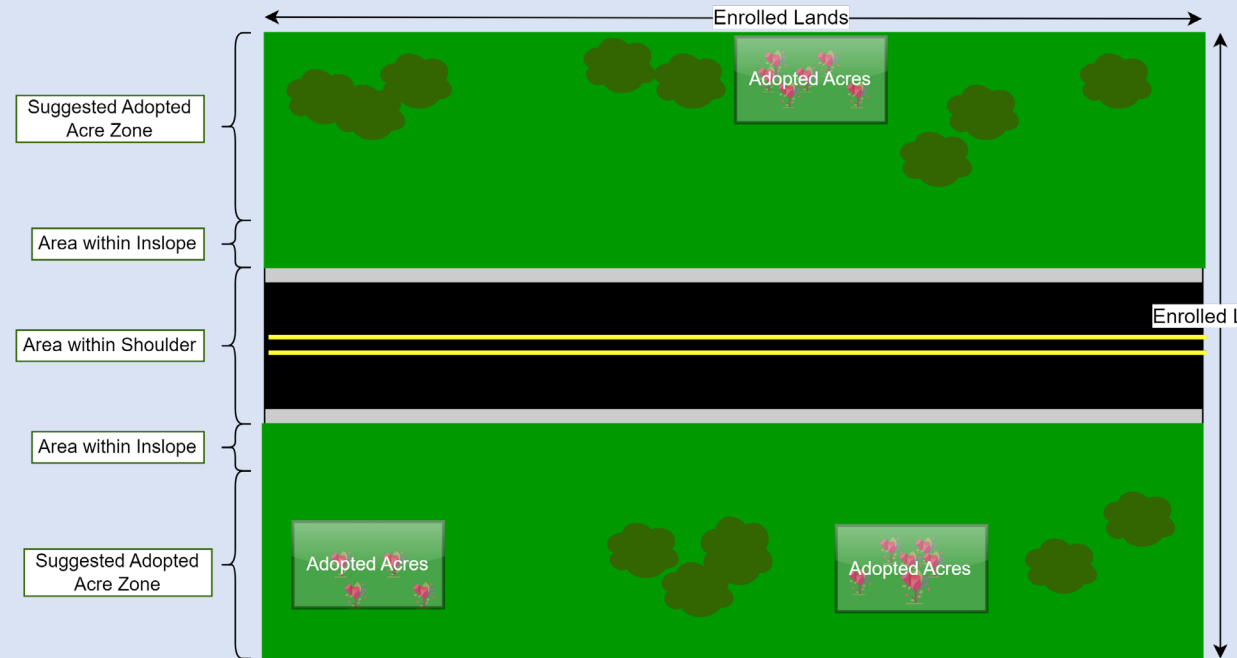 Enrolled Lands
Suggested Adopted
Acre Zone
Adopted Acres
Area within Inslope
Area within Shoulder
Enrolled L
Area within Inslope
Suggested Adopted
Acre Zone
Adopted Acres
Adopted Acres